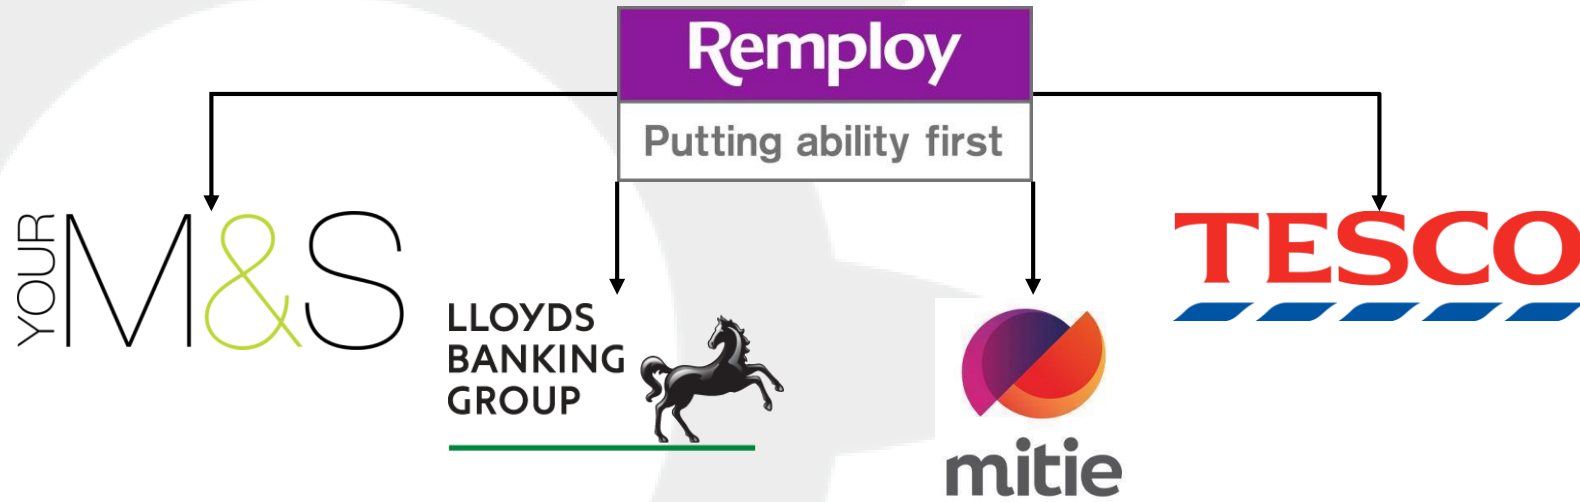 Remploy
Putting ability first
YOUR
M&S
LLOYDS
BANKING
GROUP
mitie
TESCO